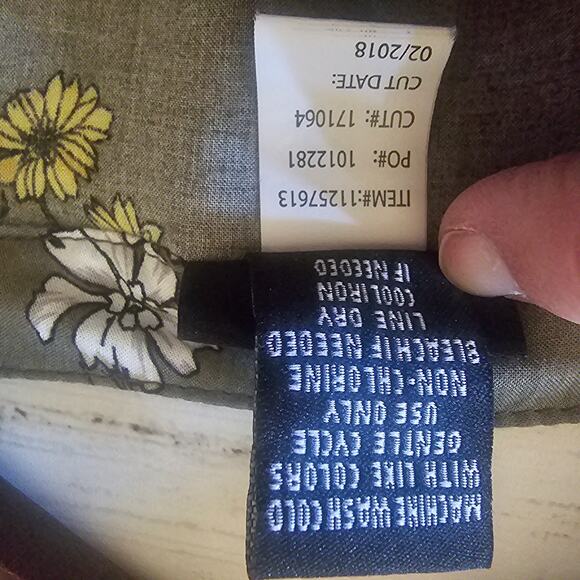 MACHINE WASH COLD
WITH LIKE COLORS
GENTLE CYCLE
USE ONLY
NON-CHLORINE
BLEACH IF NEEDED
LINE DRY
COOL IRON
IF NEEDED
ITEM#:11257613
PO#: 1012281
CUT#: 171064
CUT DATE:
02/2018